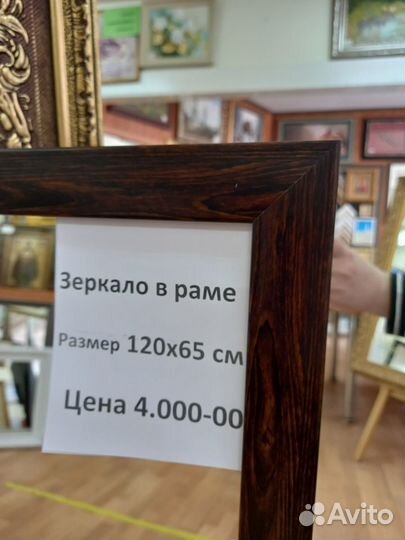 Зеркало в раме
Размер 120х65 см
Цена 4.000-00
Avito